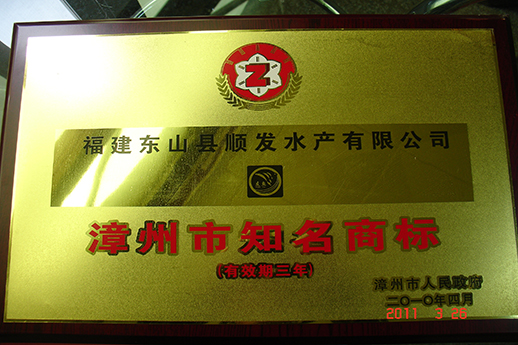 Z
福建东山县顺发水产有限公司
漳州市知名商标
(有效期三年)
漳州市人民政府
二〇一〇年四月
2011 3 26